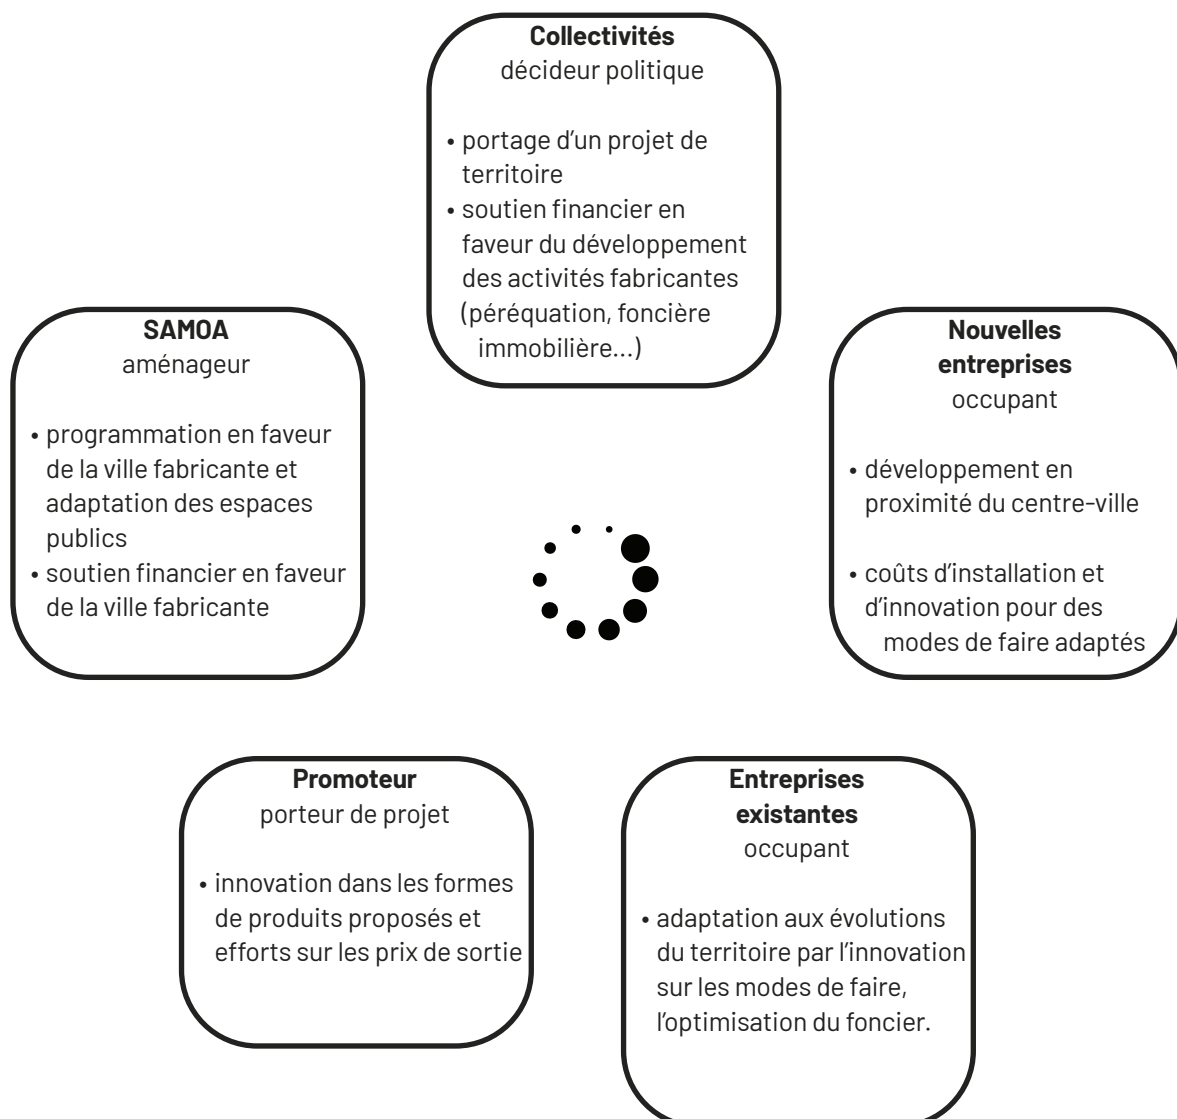 Collectivités
décideur politique
• portage d'un projet de
territoire
• soutien financier en
faveur du développement
des activités fabricantes
(péréquation, foncière
immobilière...)
SAMOA
aménageur
• programmation en faveur
de la ville fabricante et
adaptation des espaces
publics
• soutien financier en faveur
de la ville fabricante
Nouvelles
entreprises
occupant
• développement en
proximité du centre-ville
• coûts d'installation et
d'innovation pour des
modes de faire adaptés
Promoteur
porteur de projet
• innovation dans les formes
de produits proposés et
efforts sur les prix de sortie
Entreprises
existantes
occupant
• adaptation aux évolutions
du territoire par l'innovation
sur les modes de faire,
l'optimisation du foncier.